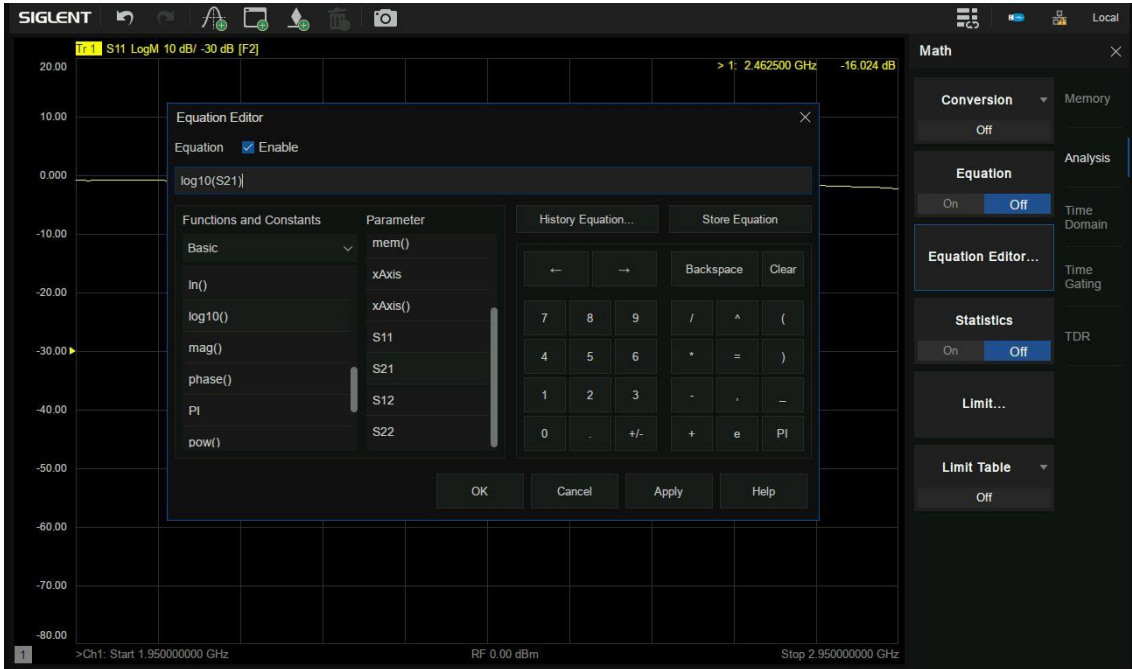 SIGLENT
Local
Tr 1 S11 LogM 10 dB/ -30 dB [F2]
> 1: 2.462500 GHz -16.024 dB
20.00
10.00
0.000
-10.00
-20.00
-30.00
-40.00
-50.00
-60.00
-70.00
-80.00
Equation Editor
Equation Enable
log10(S21)
Functions and Constants
Basic
ln()
log10()
mag()
phase()
PI
pow()
Parameter
mem()
xAxis
xAxis()
S11
S21
S12
S22
History Equation... Store Equation
← → Backspace Clear
7 8 9 / ^ (
4 5 6 * = )
1 2 3 - , _
0 . +/- + e PI
OK Cancel Apply Help
Math
Conversion
Off
Equation
On Off
Equation Editor...
Statistics
On Off
Limit...
Limit Table
Off
Memory
Analysis
Time
Domain
Time
Gating
TDR
1 >Ch1: Start 1.950000000 GHz RF 0.00 dBm Stop 2.950000000 GHz